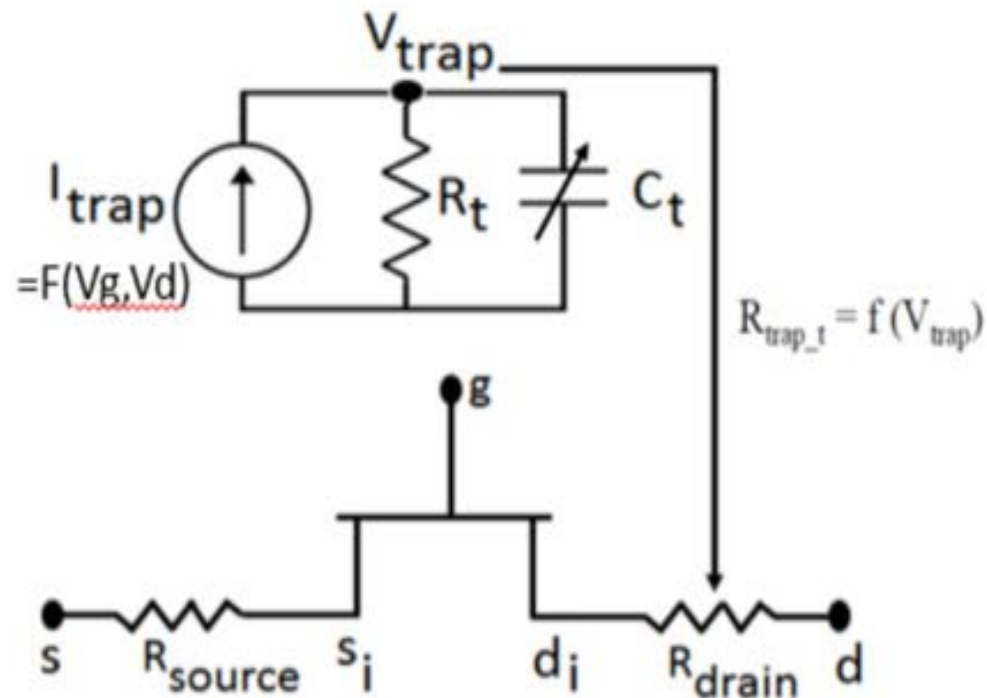 Vtrap
Itrap
=F(Vg,Vd)
Rt
Ct
Rtrap_t = f (Vtrap)
g
s
Rsource
si
di
Rdrain
d